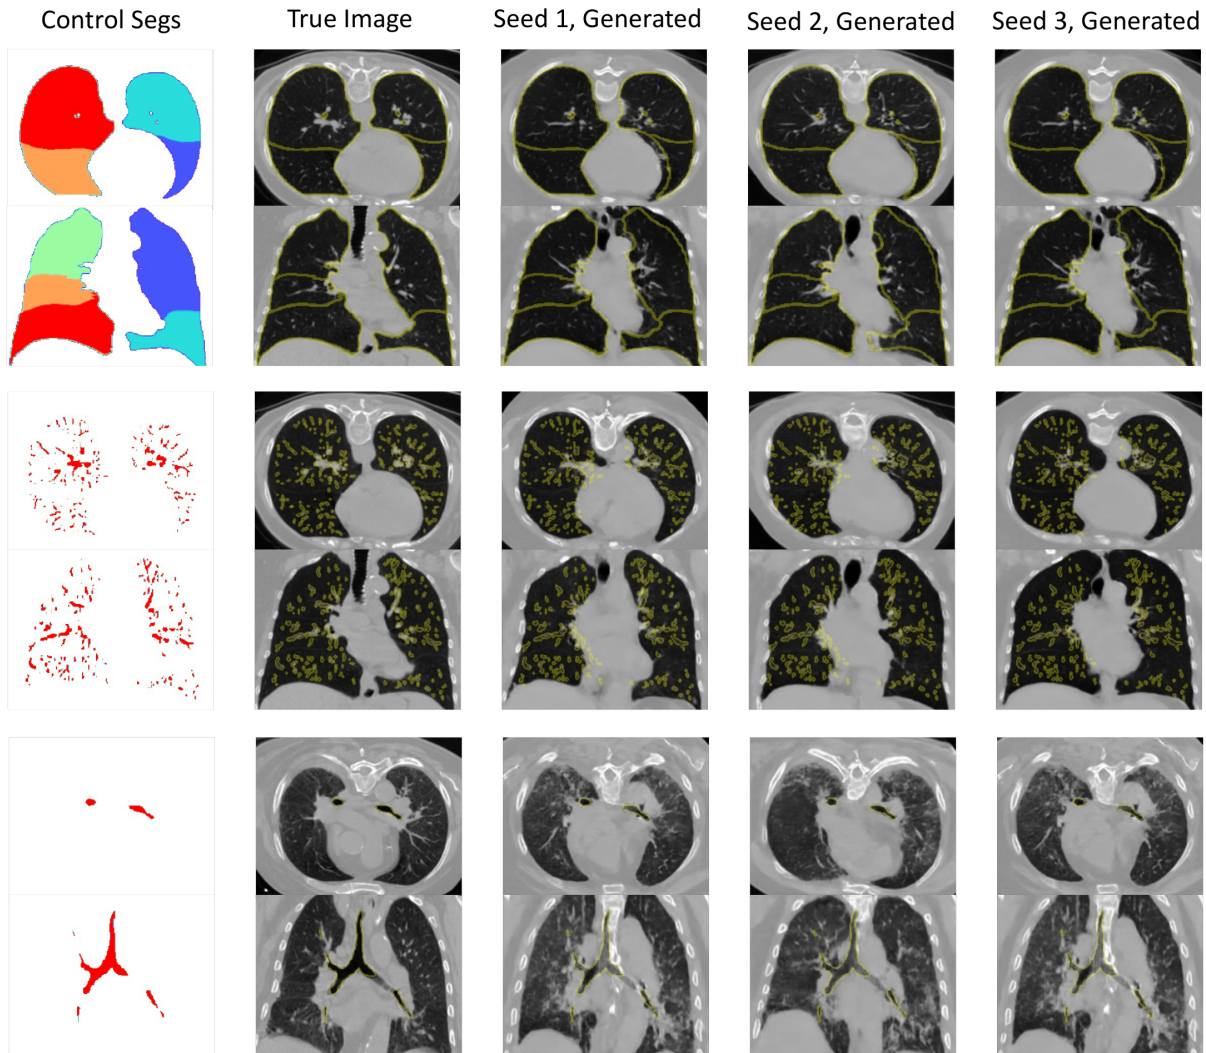 Control Segs
True Image
Seed 1, Generated
Seed 2, Generated
Seed 3, Generated